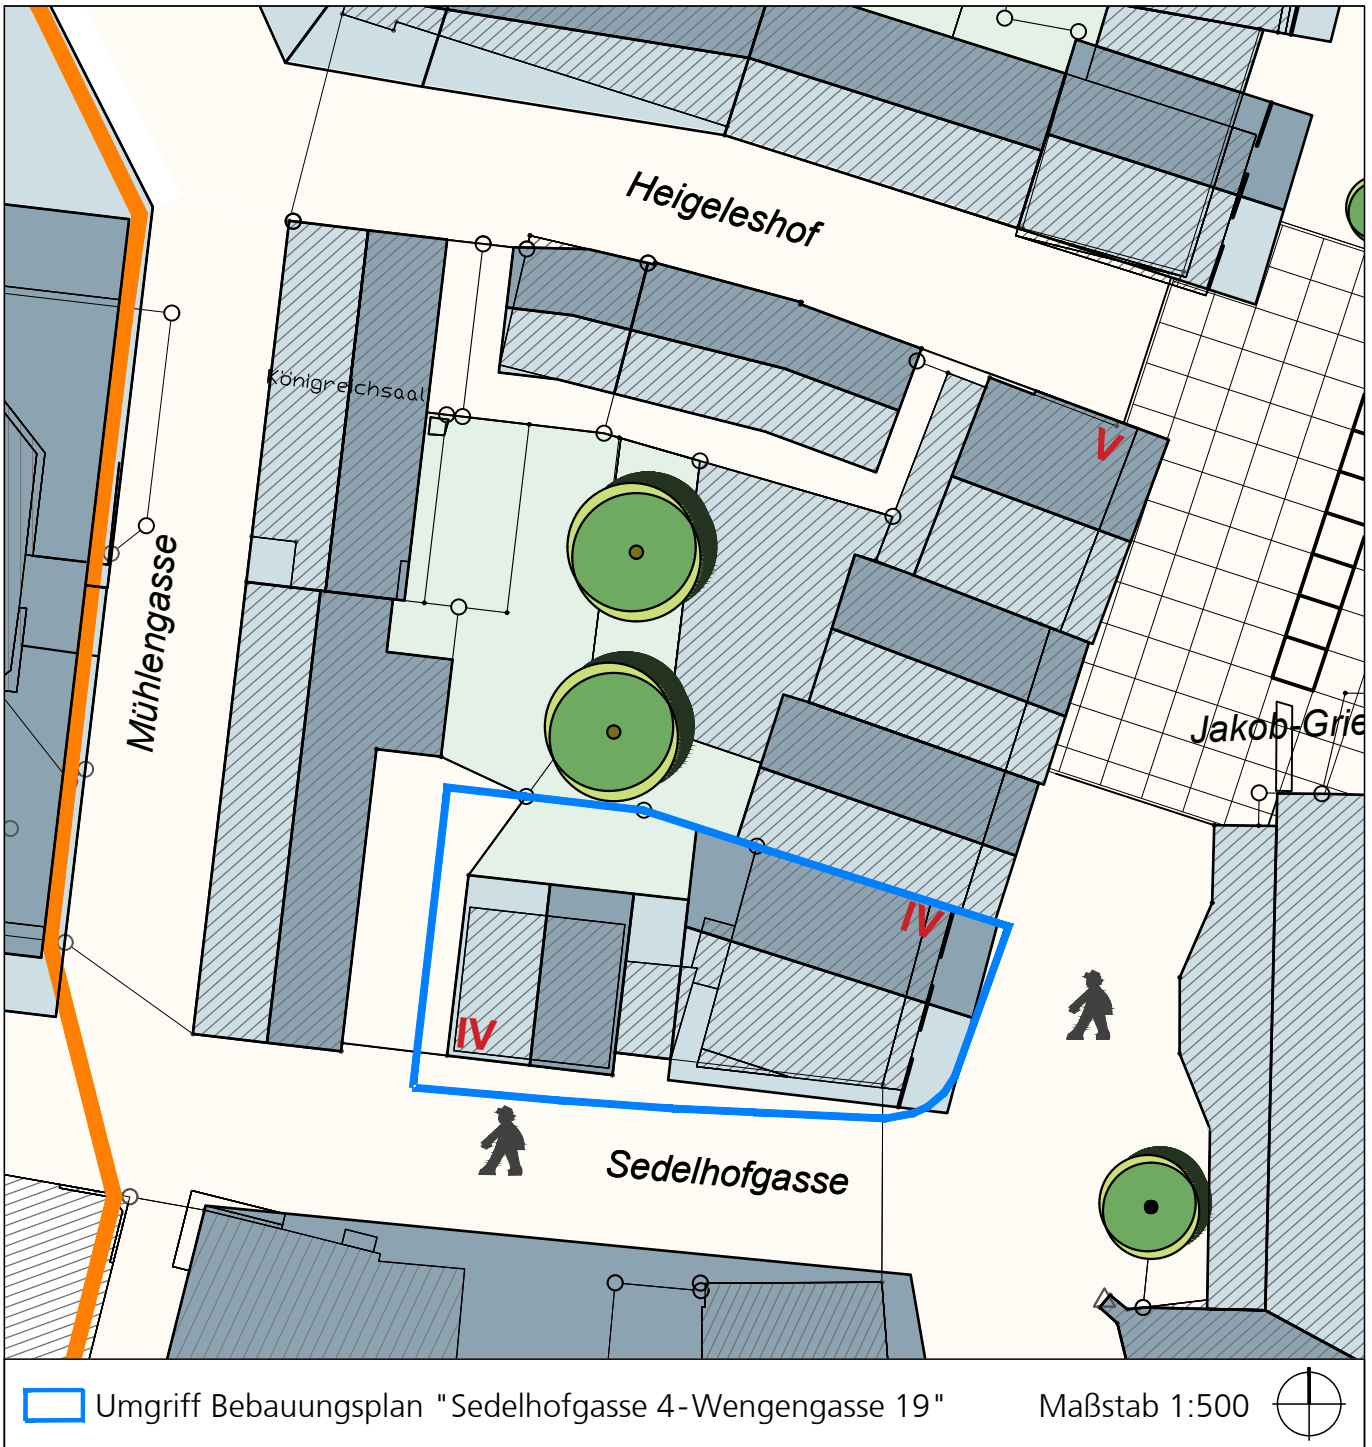 Heigeleshof
Königreichsaal
V
Mühlengasse
Jakob-Grie
IV
IV
Sedelhofgasse
Umgriff Bebauungsplan "Sedelhofgasse 4-Wengengasse 19"
Maßstab 1:500